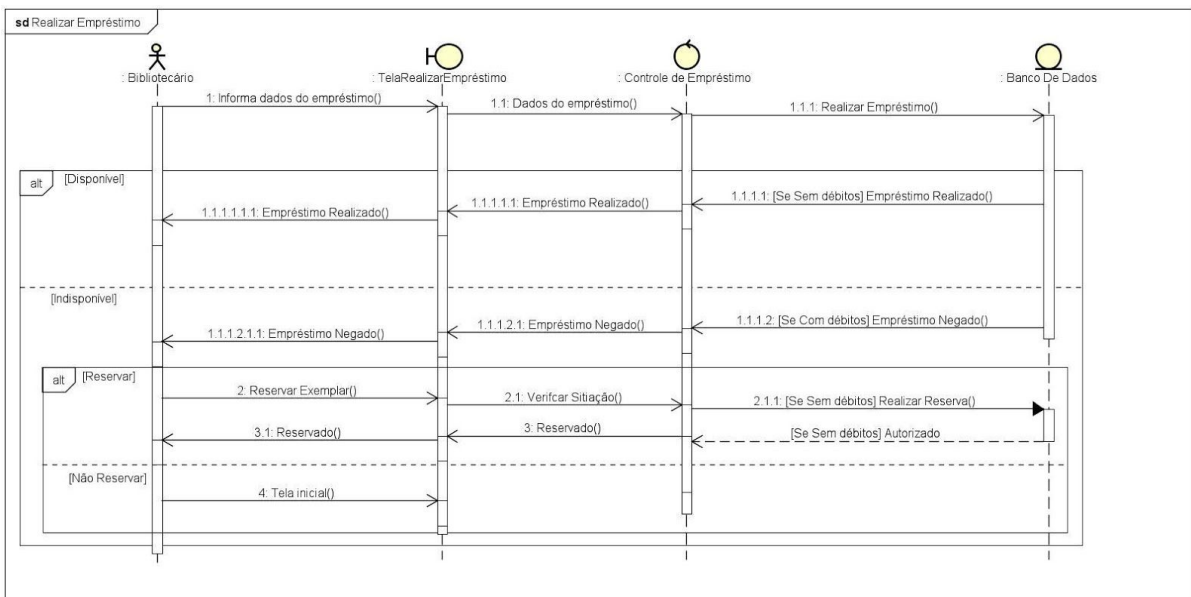 sd Realizar Empréstimo
: Bibliotecário
: TelaRealizarEmpréstimo
: Controle de Empréstimo
: Banco De Dados
1: Informa dados do empréstimo()
1.1: Dados do empréstimo()
1.1.1: Realizar Empréstimo()
alt
[Disponível]
1.1.1.1: [Se Sem débitos] Empréstimo Realizado()
1.1.1.1.1: Empréstimo Realizado()
1.1.1.1.1.1: Empréstimo Realizado()
[Indisponível]
1.1.1.2: [Se Com débitos] Empréstimo Negado()
1.1.1.2.1: Empréstimo Negado()
1.1.1.2.1.1: Empréstimo Negado()
alt
[Reservar]
2: Reservar Exemplar()
2.1: Verifcar Sitiação()
2.1.1: [Se Sem débitos] Realizar Reserva()
3.1: Reservado()
3: Reservado()
[Se Sem débitos] Autorizado
[Não Reservar]
4: Tela inicial()